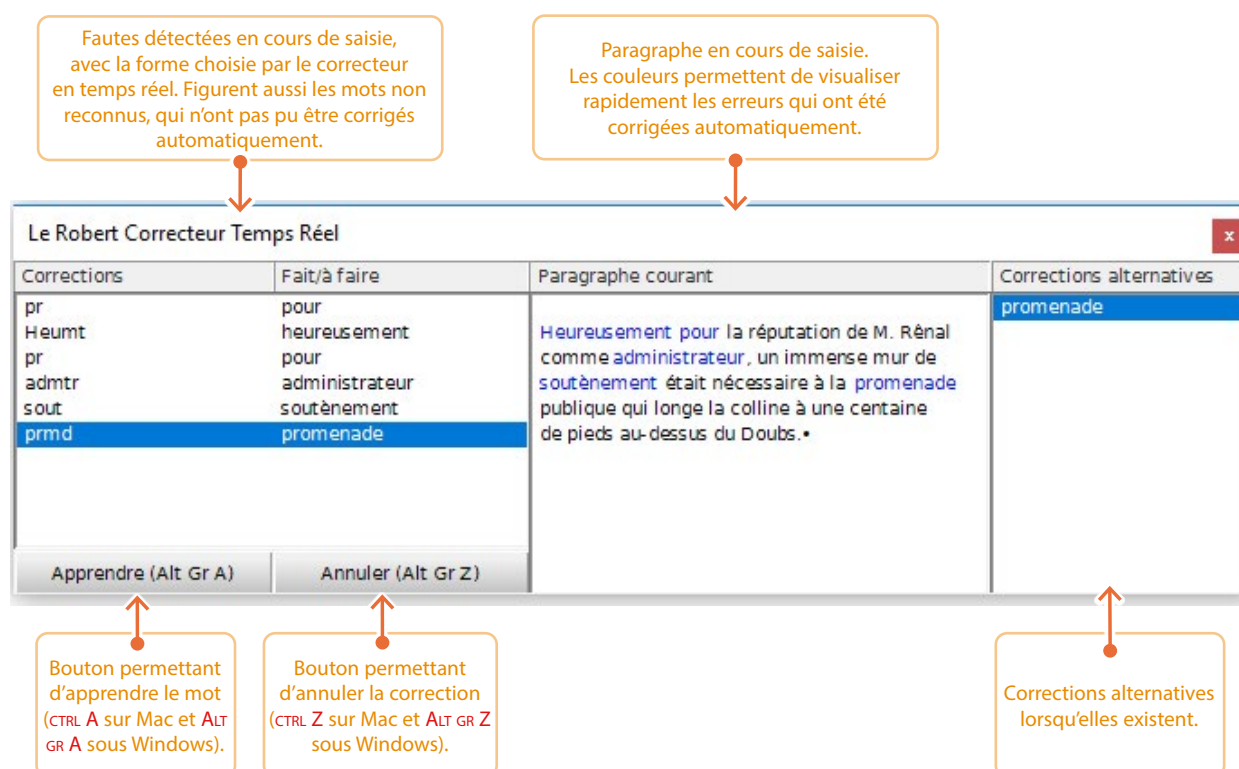 Fautes détectées en cours de saisie,
avec la forme choisie par le correcteur
en temps réel. Figurent aussi les mots non
reconnus, qui n'ont pas pu être corrigés
automatiquement.
Paragraphe en cours de saisie.
Les couleurs permettent de visualiser
rapidement les erreurs qui ont été
corrigées automatiquement.
Le Robert Correcteur Temps Réel
x
Corrections
Fait/à faire
Paragraphe courant
Corrections alternatives
pr pour
Heumt heureusement
pr pour
admtr administrateur
sout soutènement
prmd promenade
Heureusement pour la réputation de M. Rênal
comme administrateur, un immense mur de
soutènement était nécessaire à la promenade
publique qui longe la colline à une centaine
de pieds au-dessus du Doubs.•
promenade
Apprendre (Alt Gr A)
Annuler (Alt Gr Z)
Bouton permettant
d'apprendre le mot
(CTRL A sur Mac et ALT
GR A sous Windows).
Bouton permettant
d'annuler la correction
(CTRL Z sur Mac et ALT GR Z
sous Windows).
Corrections alternatives
lorsqu'elles existent.